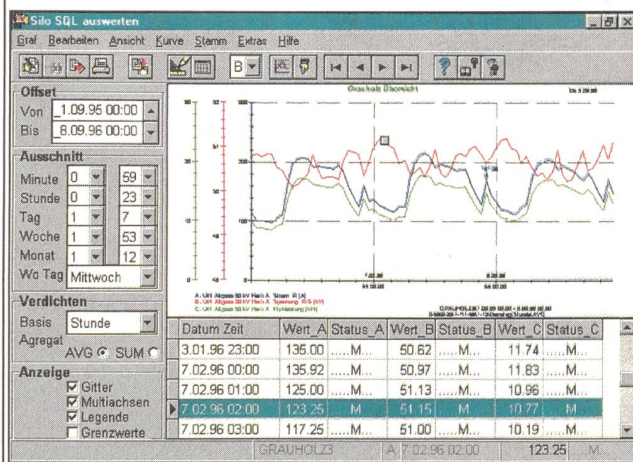 Silo SQL auswerten
Graf Bearbeiten Ansicht Kurve Stamm Extras Hilfe
B
Offset
Von _1.09.95 00:00
Bis _8.09.96 00:00
Ausschnitt
Minute 0 59
Stunde 0 23
Tag 1 7
Woche 1 53
Monat 1 12
Wo Tag Mittwoch
Verdichten
Basis Stunde
Agregat
AVG SUM
Anzeige
Gitter
Multiachsen
Legende
Grenzwerte
Grauholz Übersicht
Datum Zeit Wert_A Status_A Wert_B Status_B Wert_C Status_C
3.01.96 23:00 135.00 .....M... 50.62 .....M... 11.74 .....M...
7.02.96 00:00 135.92 .....M... 50.97 .....M... 11.83 .....M...
7.02.96 01:00 125.00 .....M... 51.13 .....M... 10.96 .....M...
7.02.96 02:00 123.25 .....M... 51.15 .....M... 10.77 .....M...
7.02.96 03:00 117.25 .....M... 51.00 .....M... 10.19 .....M...
GRAUHOLZ3 A 7.02.96 02:00 123.25 .....M...